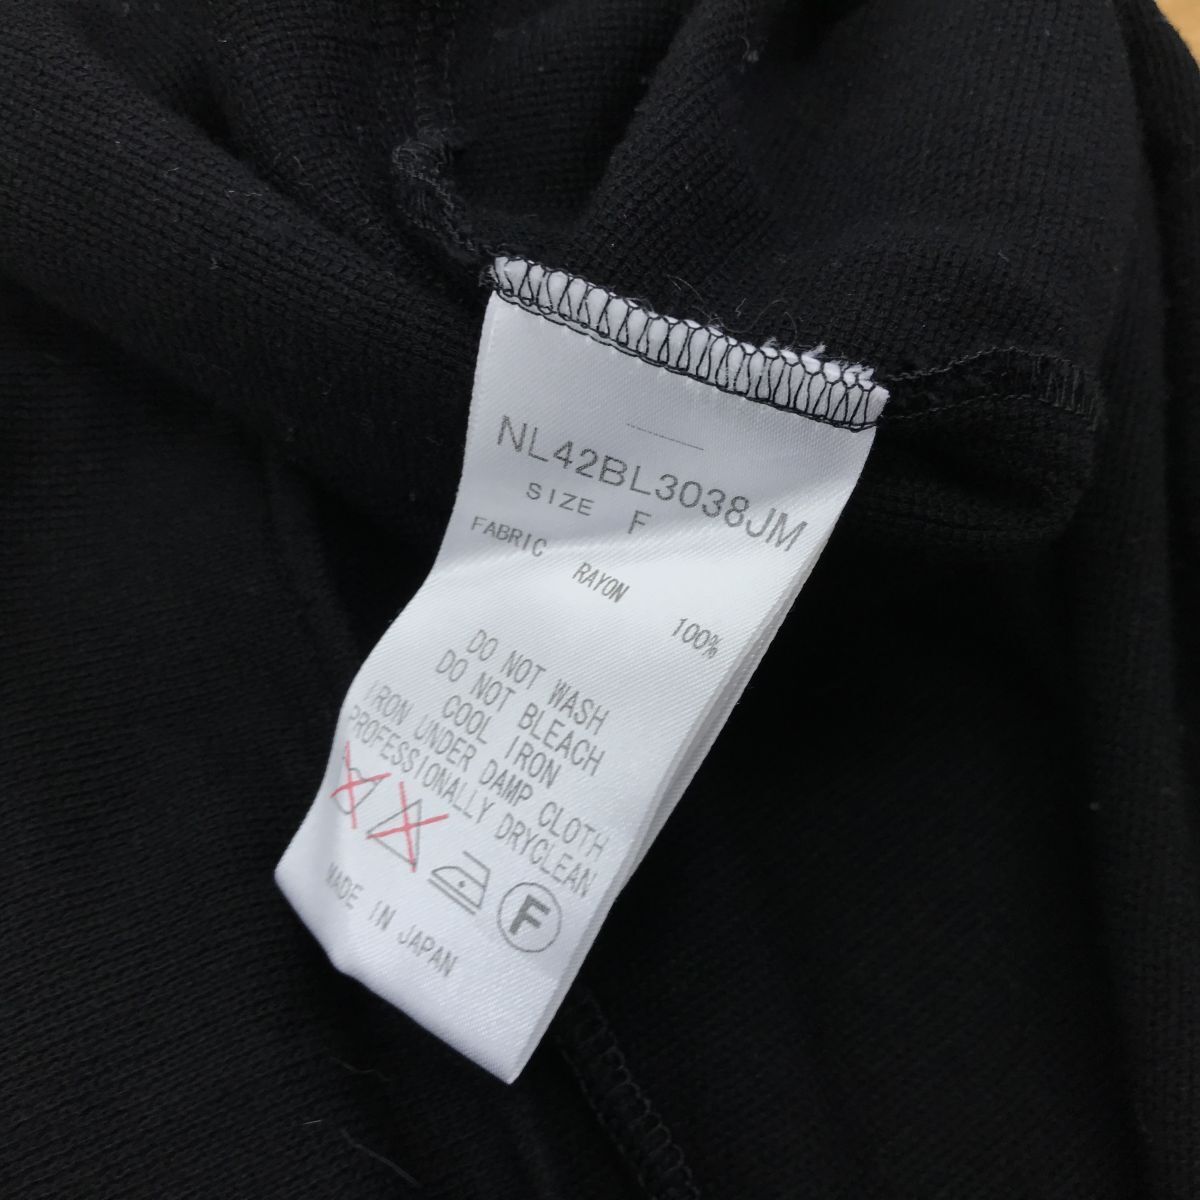 NL42BL3038JM
SIZE F
FABRIC
RAYON 100%
DO NOT WASH
DO NOT BLEACH
COOL IRON
IRON UNDER DAMP CLOTH
PROFESSIONALLY DRYCLEAN
F
MADE IN JAPAN